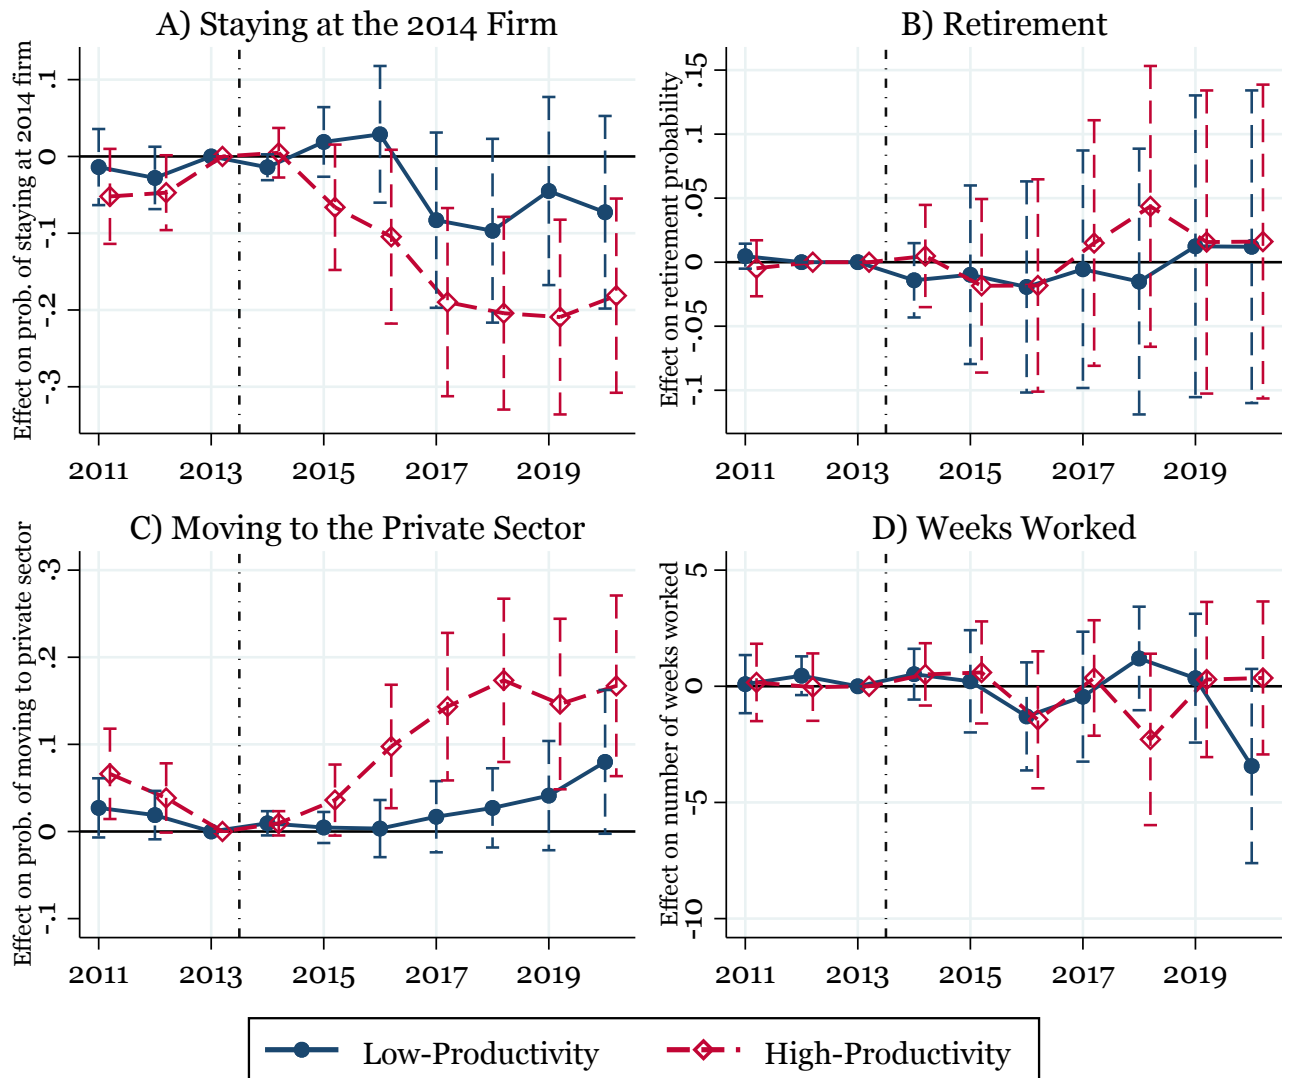 A) Staying at the 2014 Firm
Effect on prob. of staying at 2014 firm
.1
0
-.1
-.2
-.3
2011 2013 2015 2017 2019
B) Retirement
Effect on retirement probability
.15
.1
.05
0
-.05
-.1
2011 2013 2015 2017 2019
C) Moving to the Private Sector
Effect on prob. of moving to private sector
.3
.2
.1
0
-.1
2011 2013 2015 2017 2019
D) Weeks Worked
Effect on number of weeks worked
5
0
-5
-10
2011 2013 2015 2017 2019
Low-Productivity High-Productivity